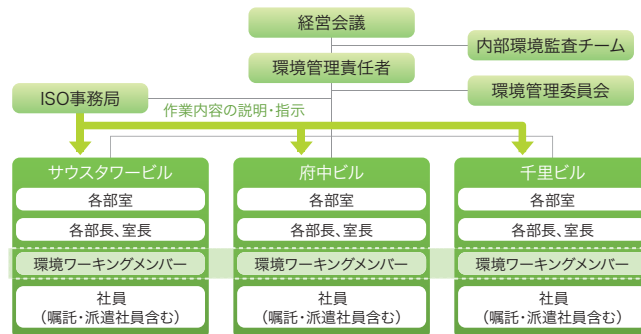 経営会議
内部環境監査チーム
環境管理責任者
ISO事務局
環境管理委員会
作業内容の説明・指示
サウスタワービル
各部室
各部長、室長
環境ワーキングメンバー
社員
（嘱託・派遣社員含む）
府中ビル
各部室
各部長、室長
環境ワーキングメンバー
社員
（嘱託・派遣社員含む）
千里ビル
各部室
各部長、室長
環境ワーキングメンバー
社員
（嘱託・派遣社員含む）